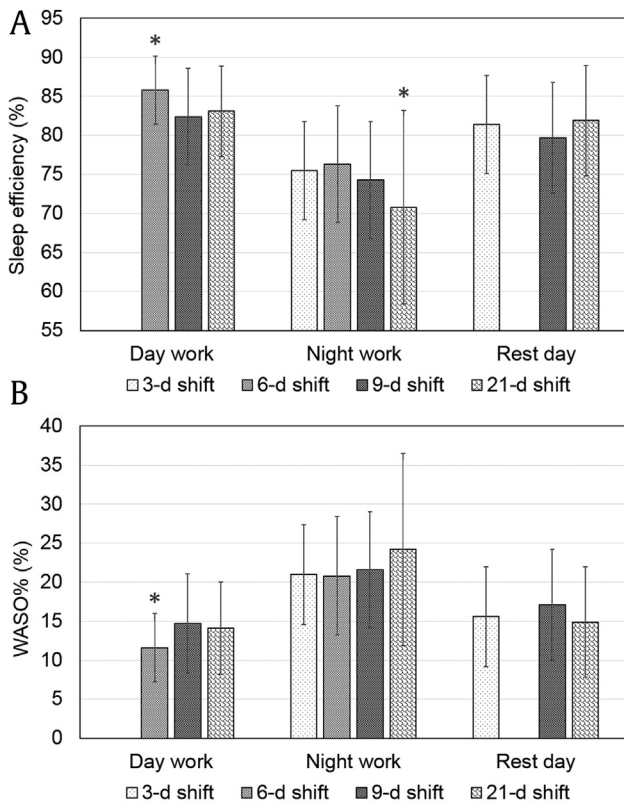 A
Sleep efficiency (%)
95
90
85
80
75
70
65
60
55
*
*
Day work
Night work
Rest day
3-d shift
6-d shift
9-d shift
21-d shift
B
WASO% (%)
40
35
30
25
20
15
10
5
0
*
Day work
Night work
Rest day
3-d shift
6-d shift
9-d shift
21-d shift